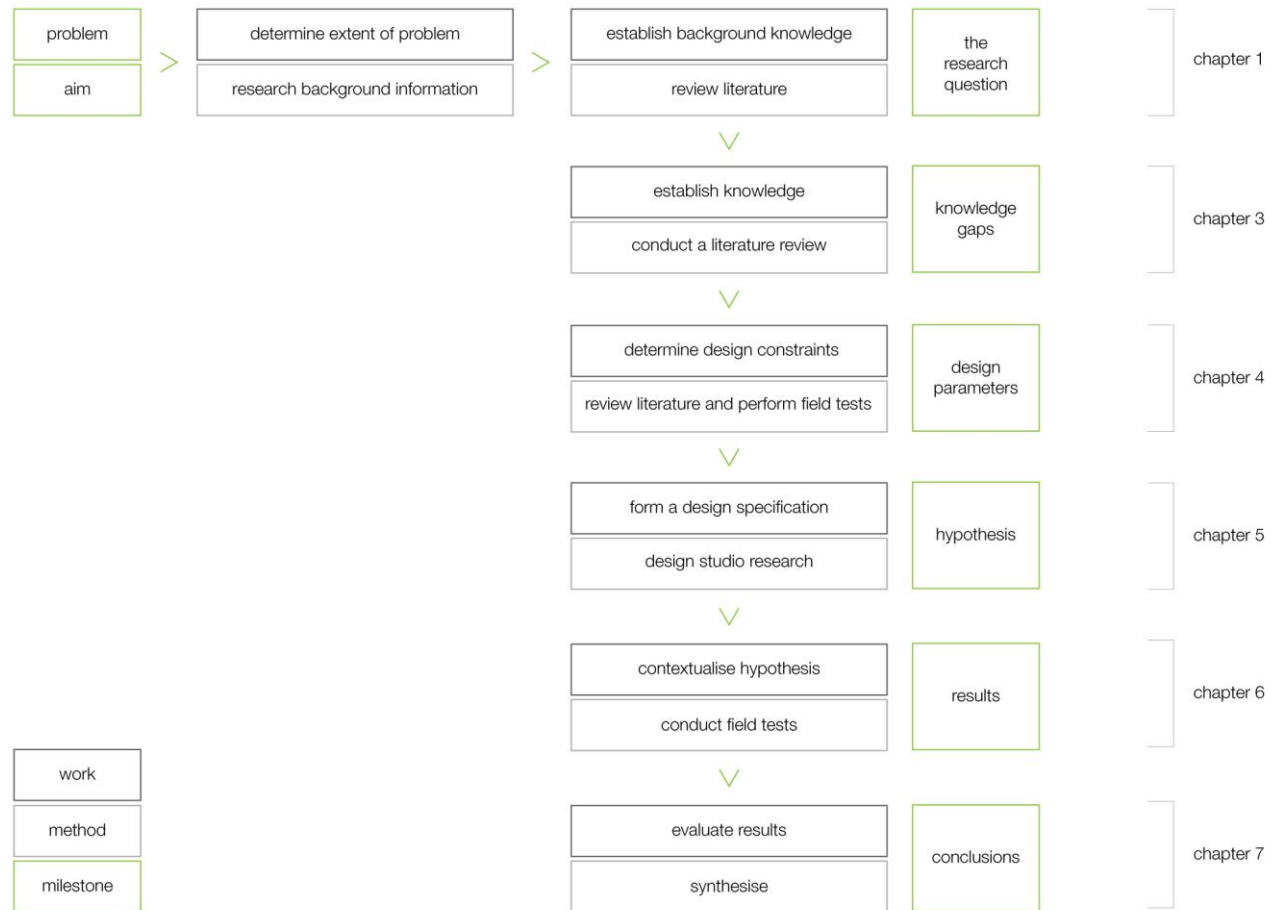 problem
aim
>
determine extent of problem
research background information
>
establish background knowledge
review literature
the
research
question
chapter 1
establish knowledge
conduct a literature review
knowledge
gaps
chapter 3
determine design constraints
review literature and perform field tests
design
parameters
chapter 4
form a design specification
design studio research
hypothesis
chapter 5
contextualise hypothesis
conduct field tests
results
chapter 6
evaluate results
synthesise
conclusions
chapter 7
work
method
milestone